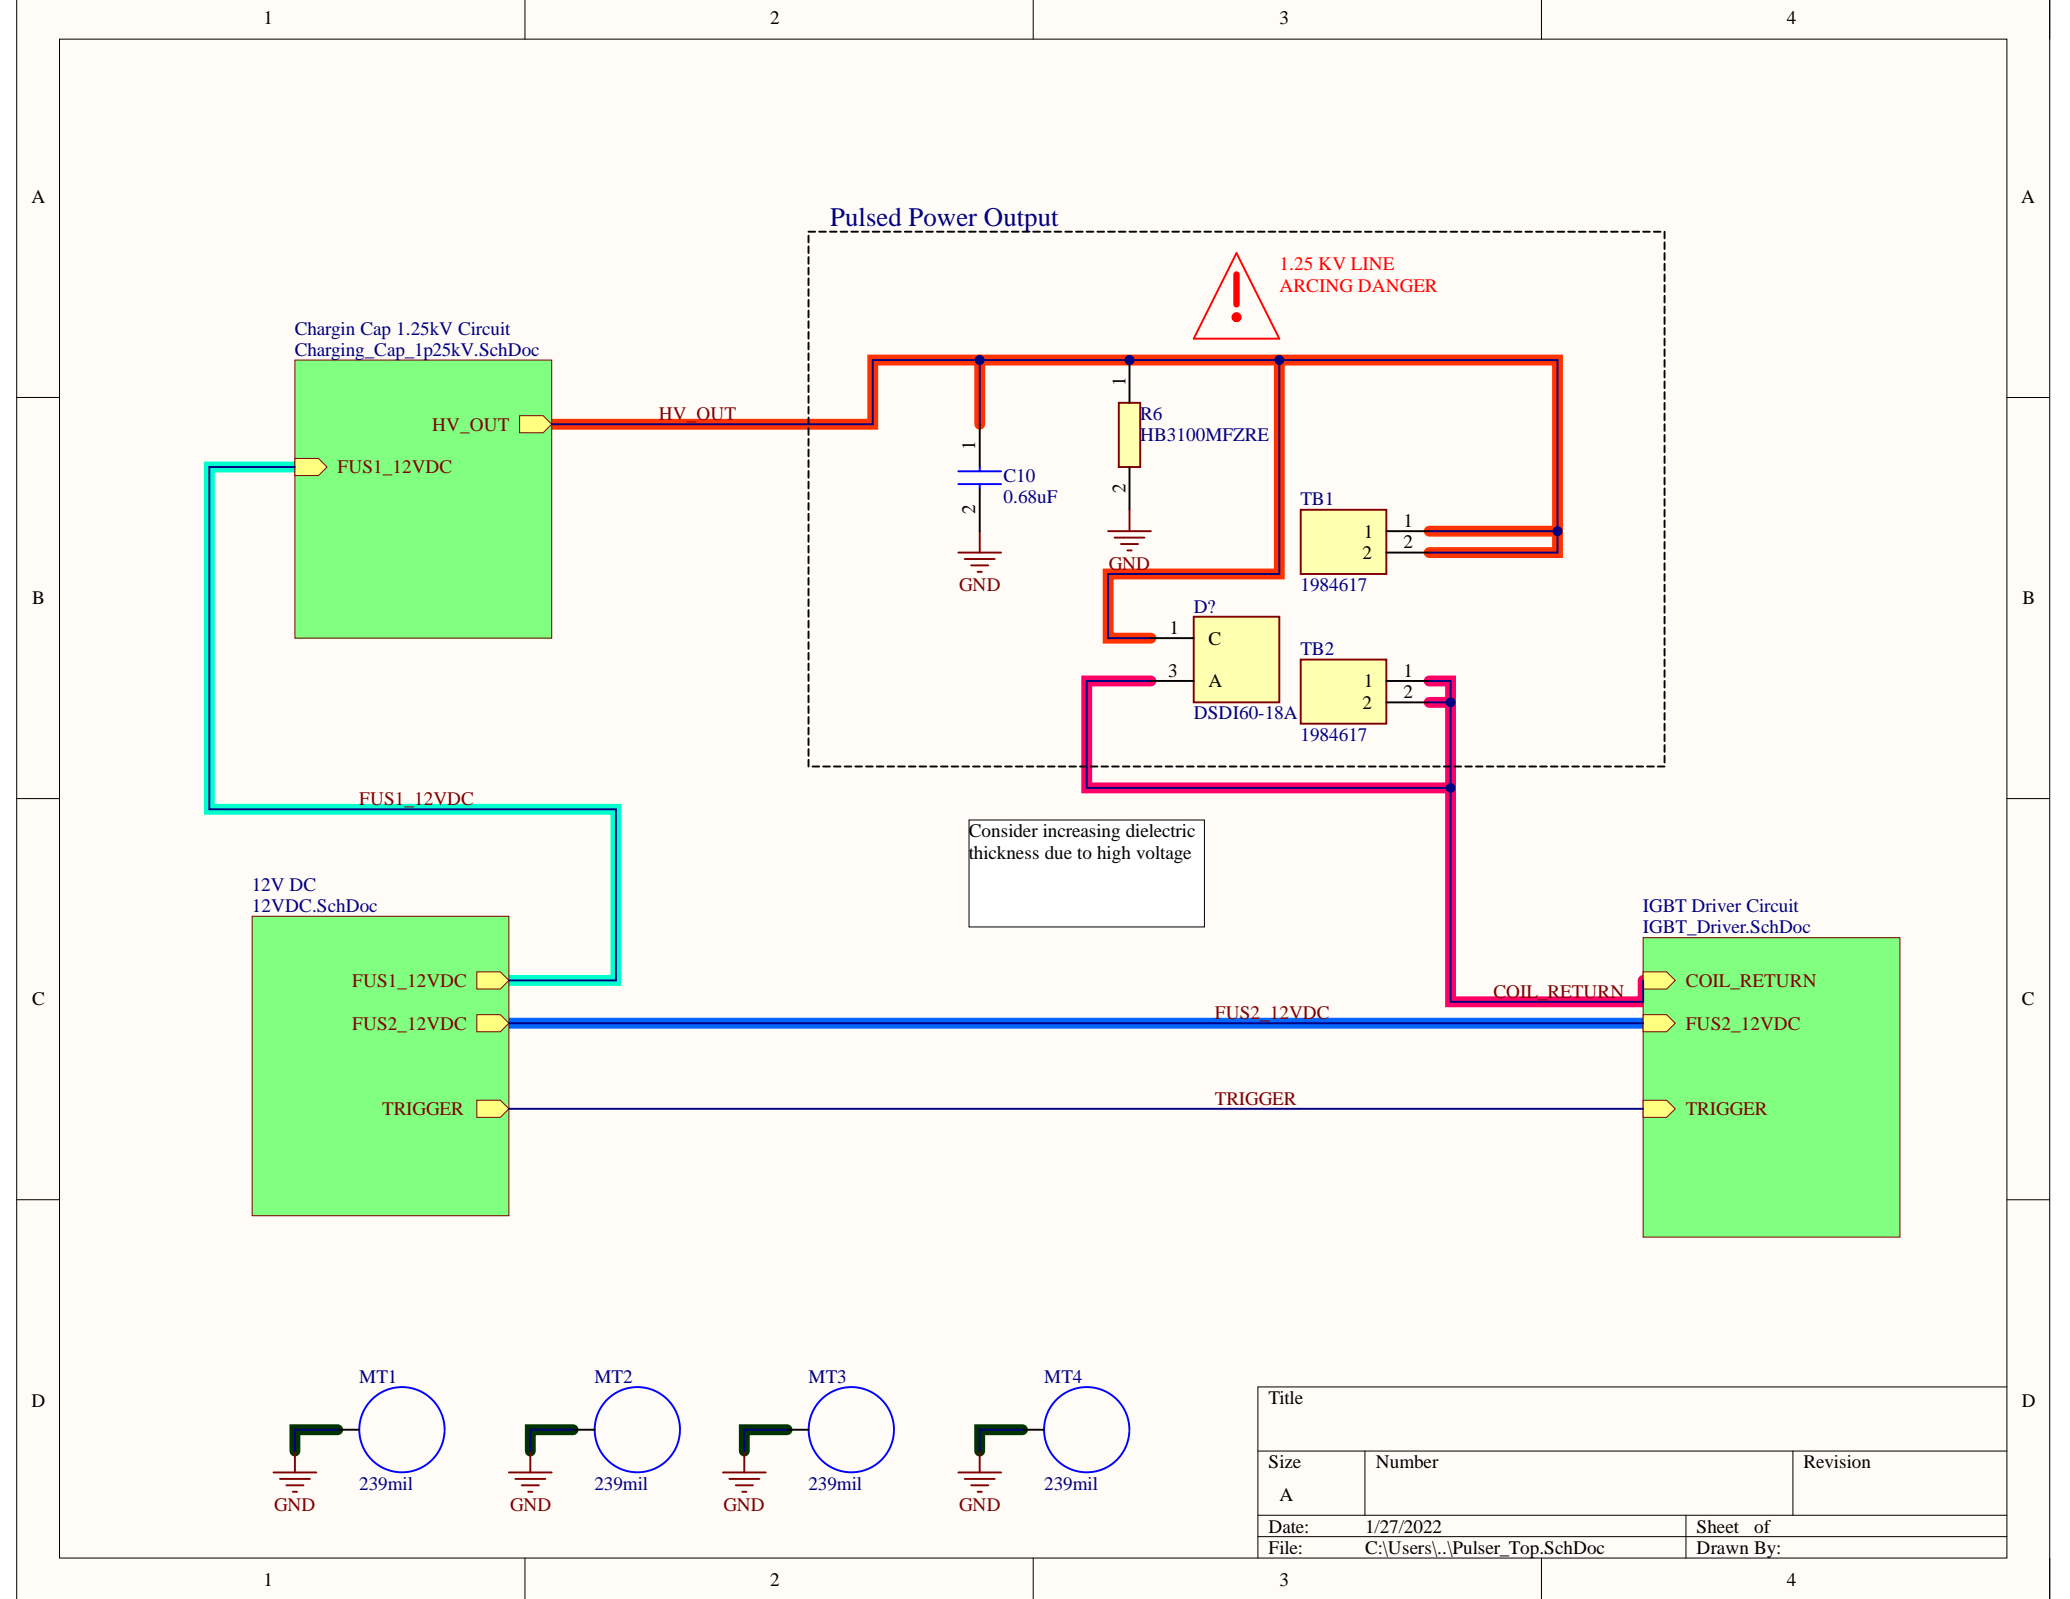 1 2 3 4
A A
Pulsed Power Output
1.25 KV LINE
ARCING DANGER
Chargin Cap 1.25kV Circuit
Charging_Cap_1p25kV.SchDoc
HV_OUT
FUS1_12VDC
HV_OUT
1
C10
0.68uF
2
GND
1
R6
HB3100MFZRE
2
GND
TB1
1 1
2 2
1984617
B B
D?
1 C
3 A
DSDI60-18A
TB2
1 1
2 2
1984617
FUS1_12VDC
Consider increasing dielectric
thickness due to high voltage
12V DC
12VDC.SchDoc
FUS1_12VDC
FUS2_12VDC
TRIGGER
C C
COIL_RETURN
FUS2_12VDC
TRIGGER
IGBT Driver Circuit
IGBT_Driver.SchDoc
COIL_RETURN
FUS2_12VDC
TRIGGER
D D
MT1
239mil
GND
MT2
239mil
GND
MT3
239mil
GND
MT4
239mil
GND
Title
Size Number Revision
A
Date: 1/27/2022 Sheet of
File: C:\Users\..\Pulser_Top.SchDoc Drawn By:
1 2 3 4